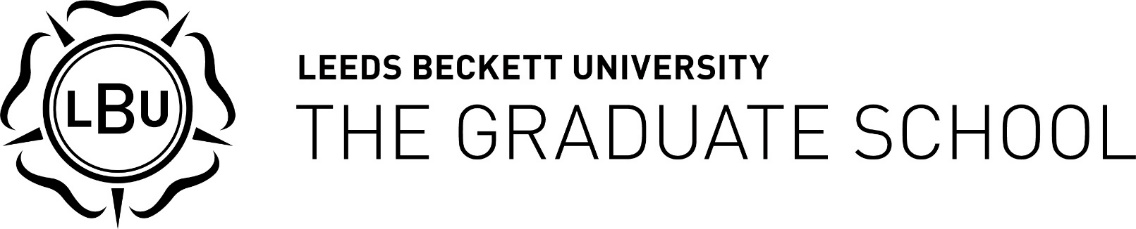 LBU
LEEDS BECKETT UNIVERSITY
THE GRADUATE SCHOOL